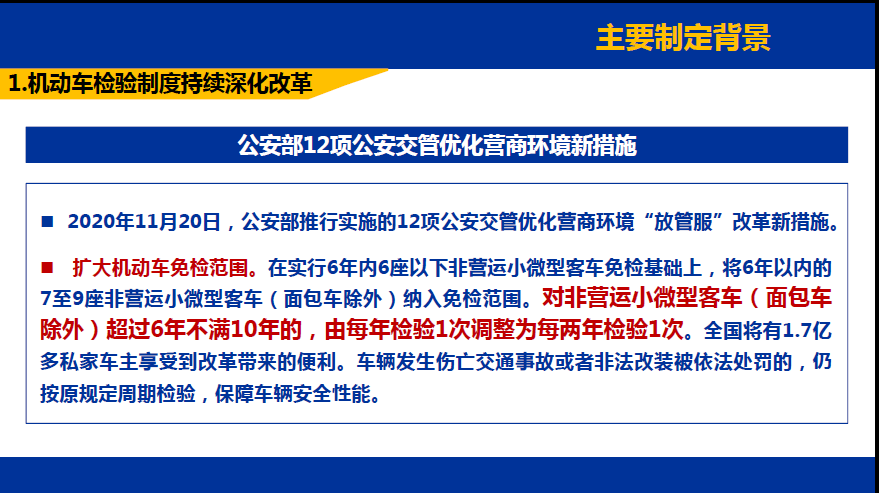 主要制定背景
1.机动车检验制度持续深化改革
公安部12项公安交管优化营商环境新措施
■ 2020年11月20日，公安部推行实施的12项公安交管优化营商环境“放管服”改革新措施。
■ 扩大机动车免检范围。在实行6年内6座以下非营运小微型客车免检基础上，将6年以内的
7至9座非营运小微型客车（面包车除外）纳入免检范围。对非营运小微型客车（面包车
除外）超过6年不满10年的，由每年检验1次调整为每两年检验1次。全国将有1.7亿
多私家车主享受到改革带来的便利。车辆发生伤亡交通事故或者非法改装被依法处罚的，仍
按原规定周期检验，保障车辆安全性能。